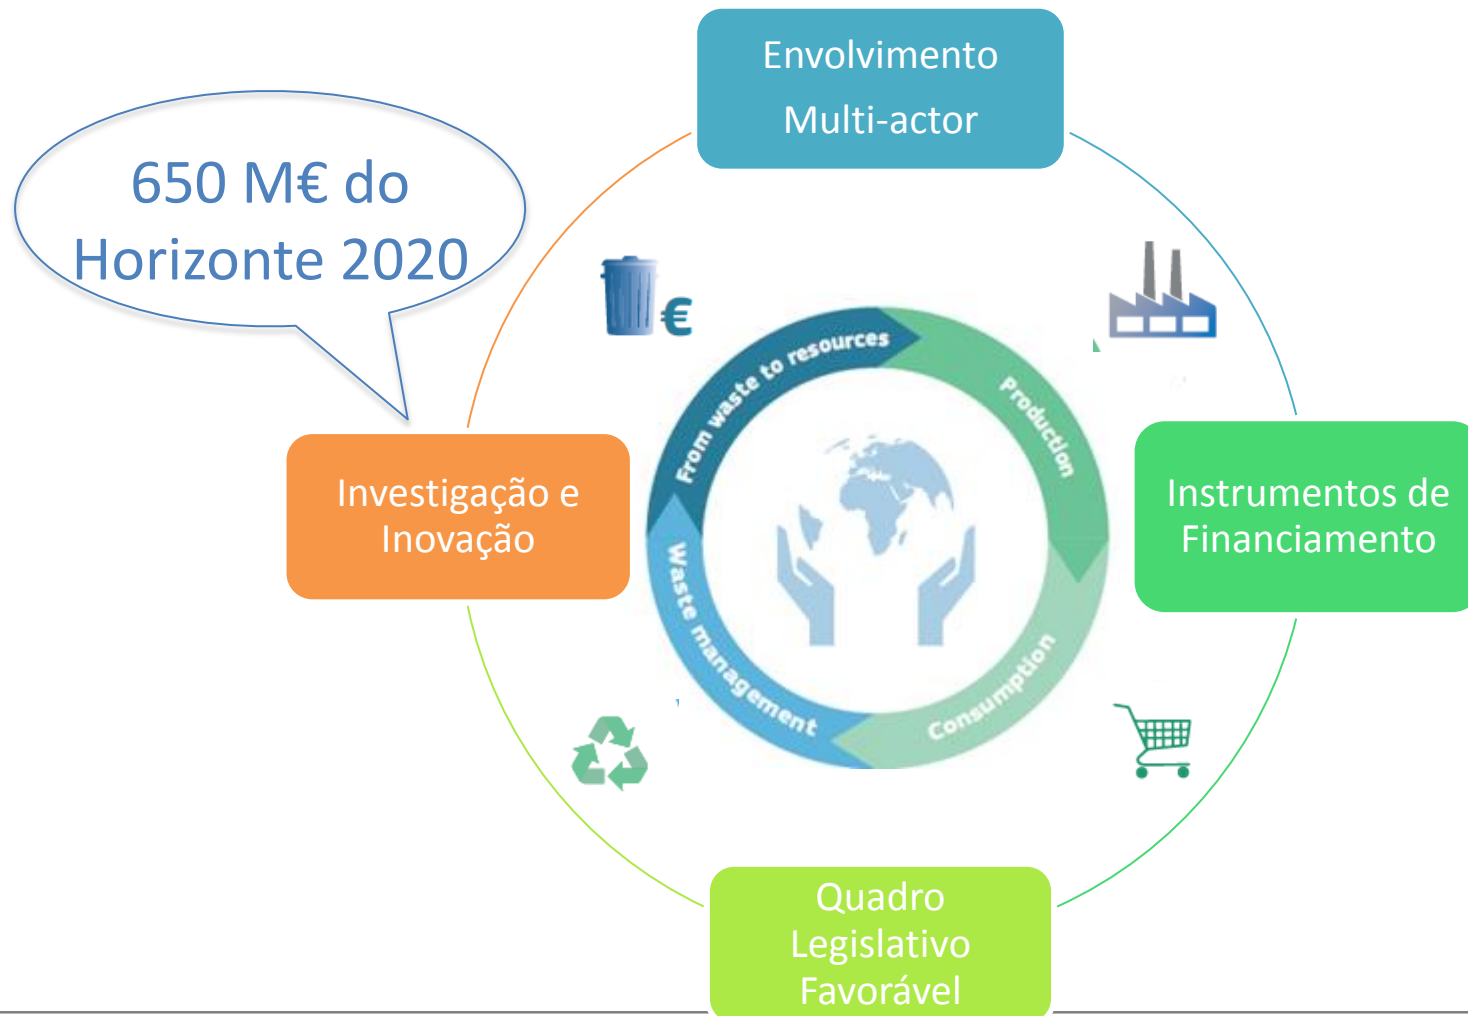 Envolvimento
Multi-actor
650 M€ do
Horizonte 2020
€
From waste to resources
Production
Investigação e
Inovação
Instrumentos de
Financiamento
Waste management
Consumption
Quadro
Legislativo
Favorável